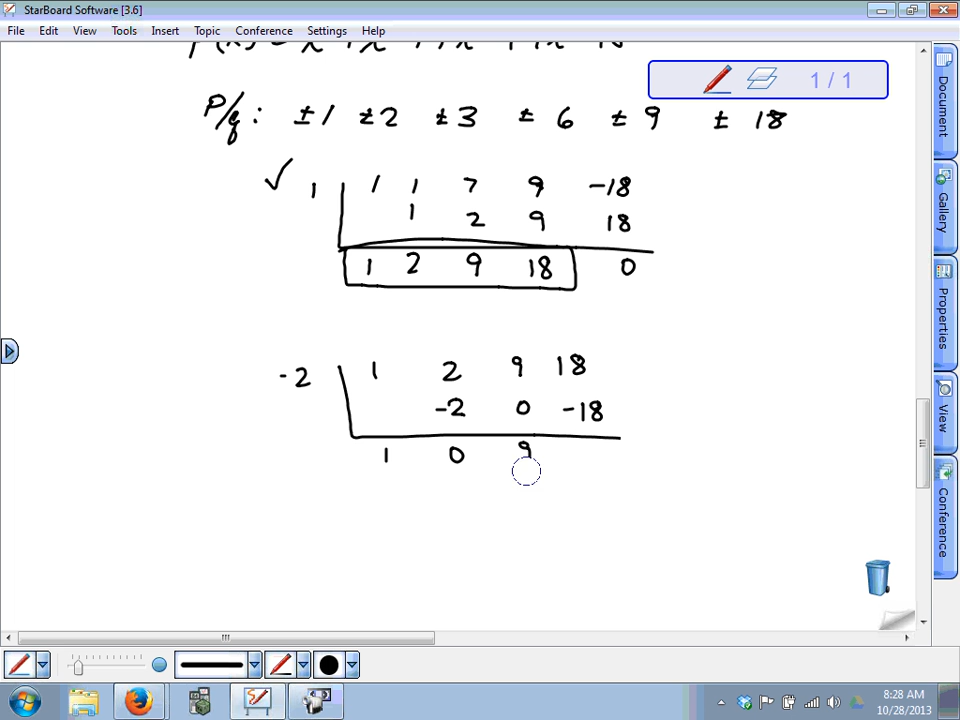 StarBoard Software [3.6]
File Edit View Tools Insert Transform Conference Settings Help
1 / 1
P/q: ±1 ±2 ±3 ±6 ±9 ±18
✓ 1 1 1 7 9 -18
1 2 9 18
1 2 9 18 0
-2 1 2 9 18
-2 0 -18
1 0 9
Document
Gallery
Properties
View
Conference
8:28 AM
10/28/2013